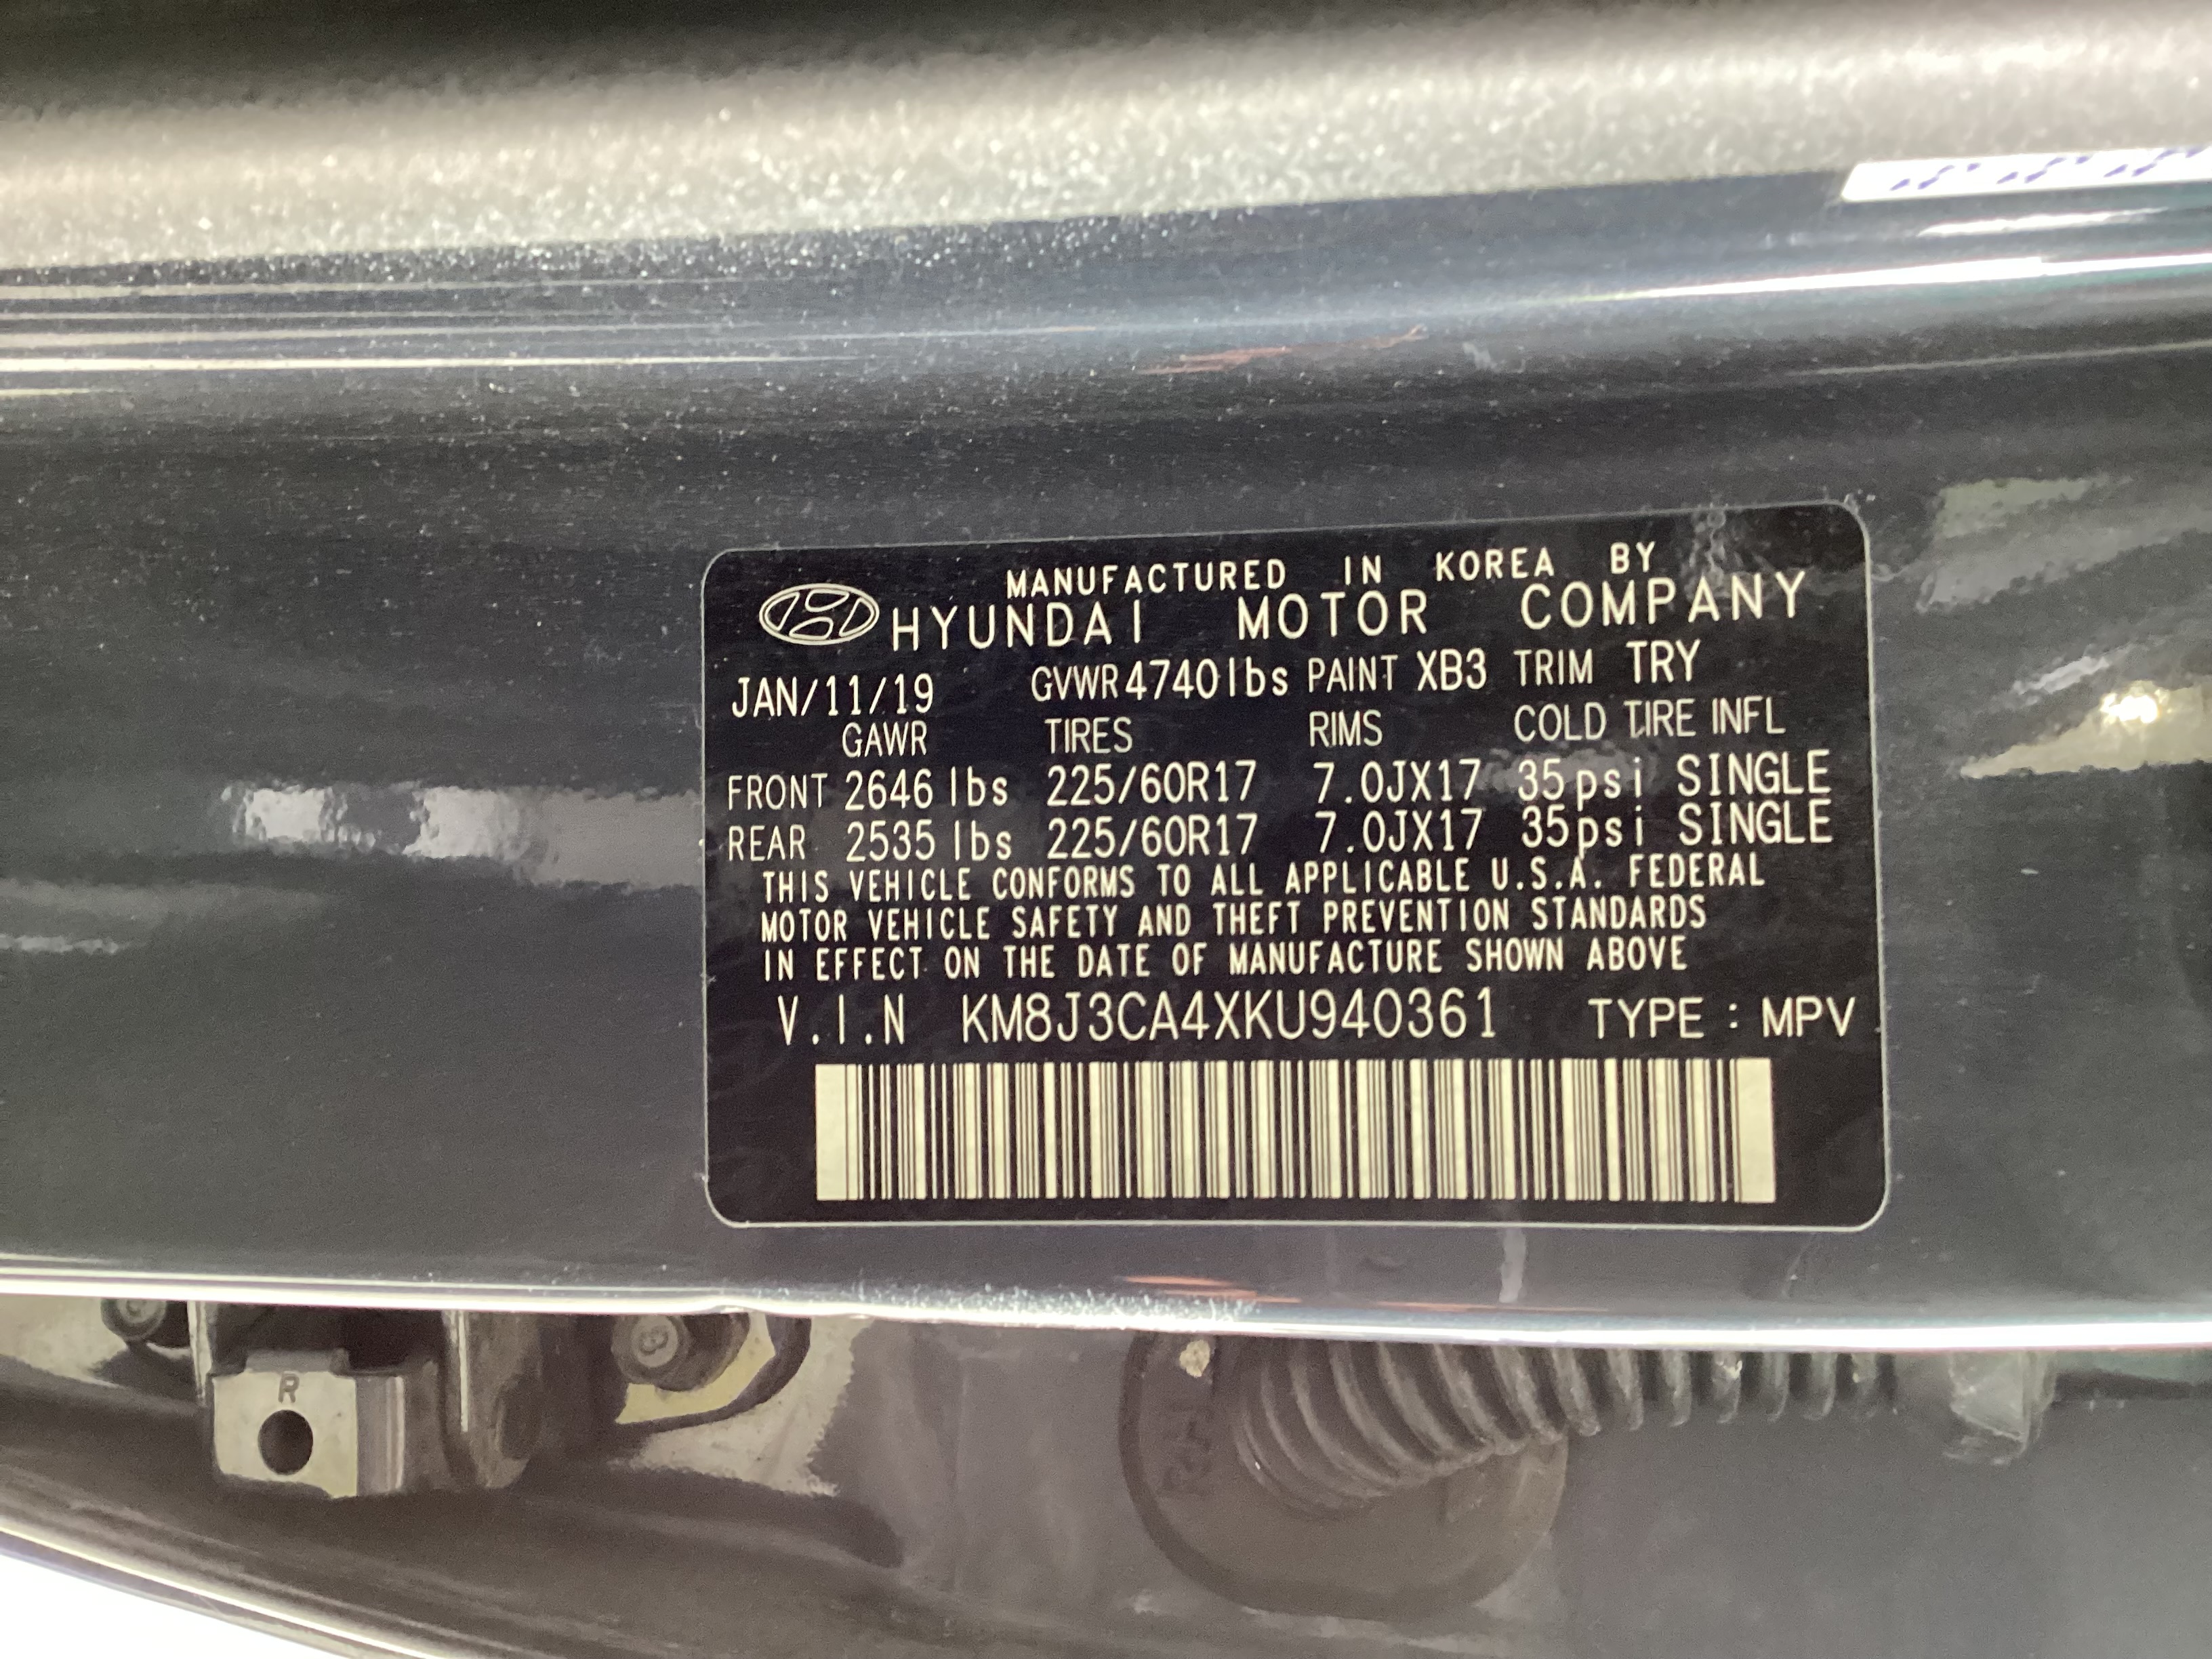 MANUFACTURED IN KOREA BY
HYUNDAI MOTOR COMPANY
JAN/11/19 GVWR 4740 lbs PAINT XB3 TRIM TRY
GAWR TIRES RIMS COLD TIRE INFL
FRONT 2646 lbs 225/60R17 7.0JX17 35psi SINGLE
REAR 2535 lbs 225/60R17 7.0JX17 35psi SINGLE
THIS VEHICLE CONFORMS TO ALL APPLICABLE U.S.A. FEDERAL
MOTOR VEHICLE SAFETY AND THEFT PREVENTION STANDARDS
IN EFFECT ON THE DATE OF MANUFACTURE SHOWN ABOVE
V.I.N KM8J3CA4XKU940361 TYPE : MPV
R
8